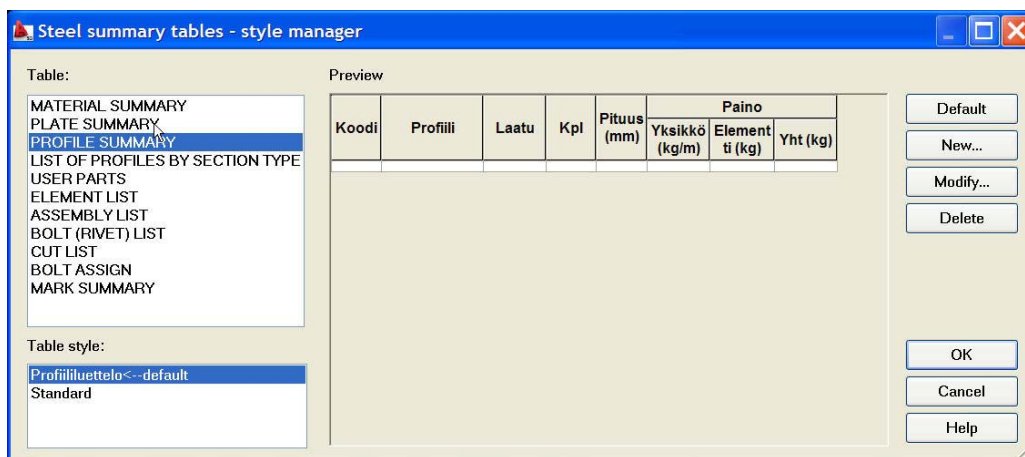 Steel summary tables - style manager
Table:
MATERIAL SUMMARY
PLATE SUMMARY
PROFILE SUMMARY
LIST OF PROFILES BY SECTION TYPE
USER PARTS
ELEMENT LIST
ASSEMBLY LIST
BOLT (RIVET) LIST
CUT LIST
BOLT ASSIGN
MARK SUMMARY
Table style:
Profiililuettelo<--default
Standard
Preview
Koodi
Profiili
Laatu
Kpl
Pituus
(mm)
Paino
Yksikkö
(kg/m)
Element
ti (kg)
Yht (kg)
Default
New...
Modify...
Delete
OK
Cancel
Help